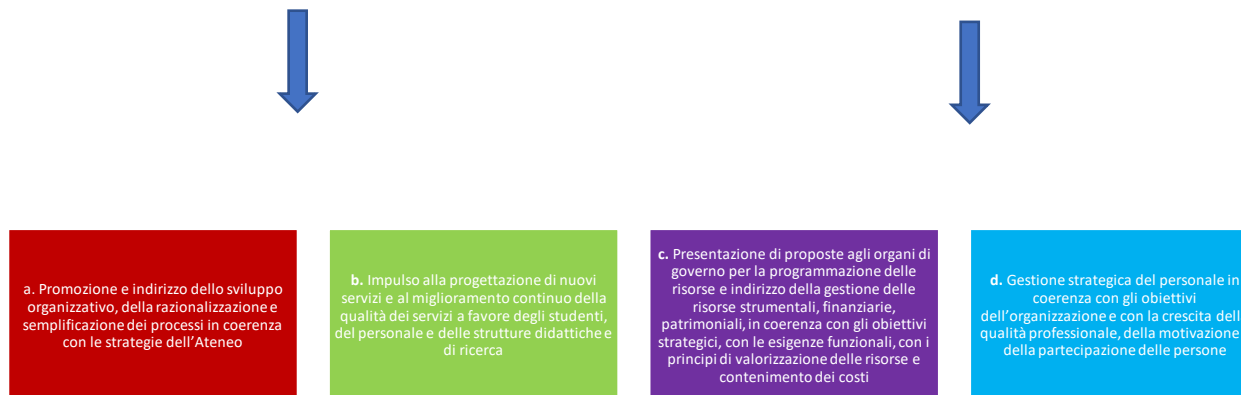 a. Promozione e indirizzo dello sviluppo
organizzativo, della razionalizzazione e
semplificazione dei processi in coerenza
con le strategie dell'Ateneo
b. Impulso alla progettazione di nuovi
servizi e al miglioramento continuo della
qualità dei servizi a favore degli studenti,
del personale e delle strutture didattiche e
di ricerca
c. Presentazione di proposte agli organi di
governo per la programmazione delle
risorse e indirizzo della gestione delle
risorse strumentali, finanziarie,
patrimoniali, in coerenza con gli obiettivi
strategici, con le esigenze funzionali, con i
principi di valorizzazione delle risorse e
contenimento dei costi
d. Gestione strategica del personale in
coerenza con gli obiettivi
dell'organizzazione e con la crescita dell
qualità professionale, della motivazione
della partecipazione delle persone